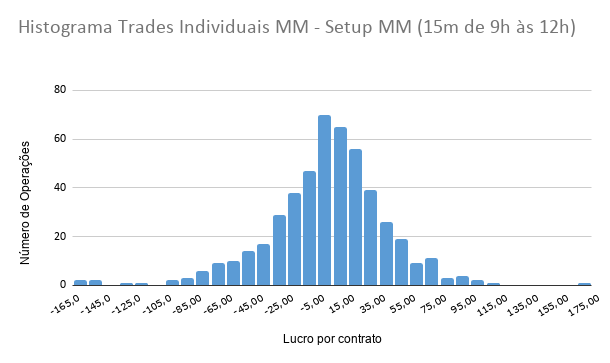 Histograma Trades Individuais MM - Setup MM (15m de 9h às 12h)
80
60
40
20
0
Número de Operações
-165,0 -145,0 -125,0 -105,0 -85,00 -65,00 -45,00 -25,00 -5,00 15,00 35,00 55,00 75,00 95,00 115,00 135,00 155,00 175,00
Lucro por contrato